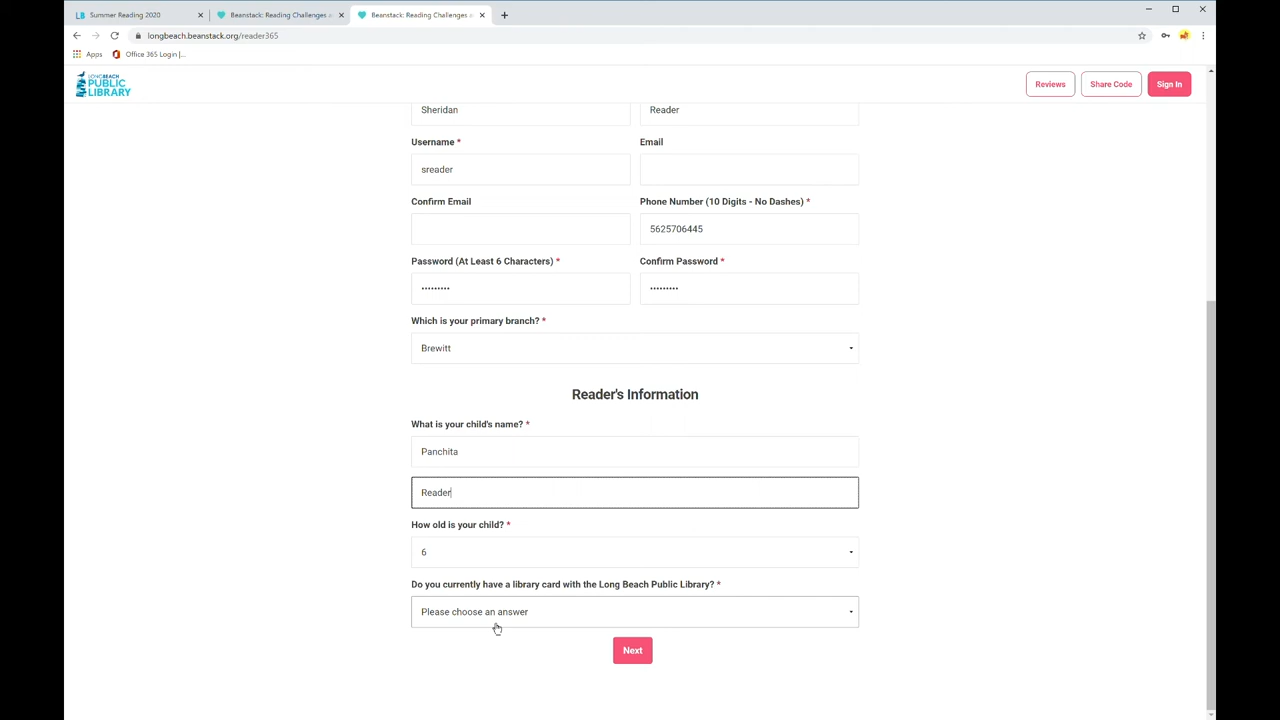 Summer Reading 2020
Beanstack: Reading Challenges a
Beanstack: Reading Challenges a
longbeach.beanstack.org/reader365
Apps
Office 365 Login |...
LONG BEACH
PUBLIC
LIBRARY
Reviews
Share Code
Sign In
Sheridan
Reader
Username *
Email
sreader
Confirm Email
Phone Number (10 Digits - No Dashes) *
5625706445
Password (At Least 6 Characters) *
Confirm Password *
•••••••••
•••••••••
Which is your primary branch? *
Brewitt
Reader's Information
What is your child's name? *
Panchita
Reader
How old is your child? *
6
Do you currently have a library card with the Long Beach Public Library? *
Please choose an answer
Next